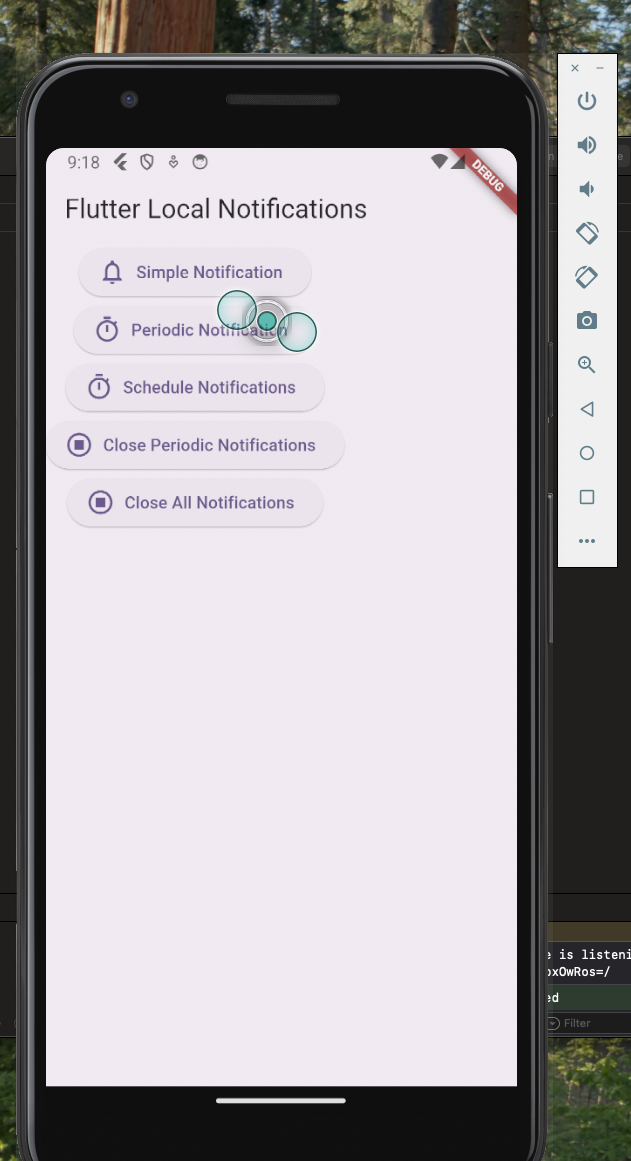 9:18
DEBUG
Flutter Local Notifications
Simple Notification
Periodic Notification
Schedule Notifications
Close Periodic Notifications
Close All Notifications
is listeni
oxOwRos=/
ed
Filter